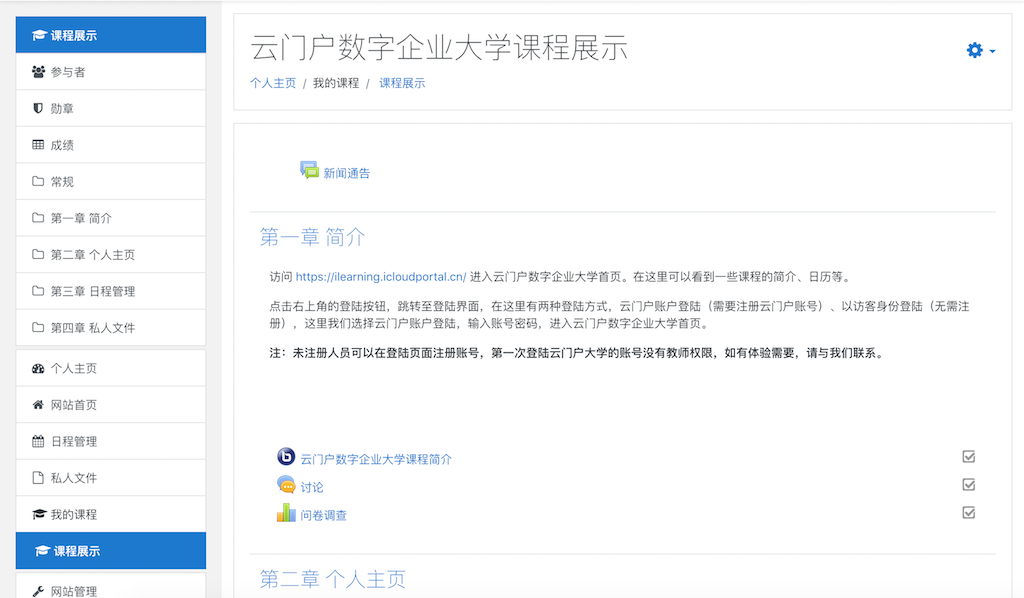 课程展示
参与者
勋章
成绩
常规
第一章 简介
第二章 个人主页
第三章 日程管理
第四章 私人文件
个人主页
网站首页
日程管理
私人文件
我的课程
课程展示
网站管理
云门户数字企业大学课程展示
个人主页 / 我的课程 / 课程展示
新闻通告
第一章 简介
访问 https://ilearning.icloudportal.cn/ 进入云门户数字企业大学首页。在这里可以看到一些课程的简介、日历等。
点击右上角的登陆按钮，跳转至登陆界面，在这里有两种登陆方式，云门户账户登陆（需要注册云门户账号）、以访客身份登陆（无需注
册），这里我们选择云门户账户登陆，输入账号密码，进入云门户数字企业大学首页。
注：未注册人员可以在登陆页面注册账号，第一次登陆云门户大学的账号没有教师权限，如有体验需要，请与我们联系。
云门户数字企业大学课程简介
讨论
问卷调查
第二章 个人主页